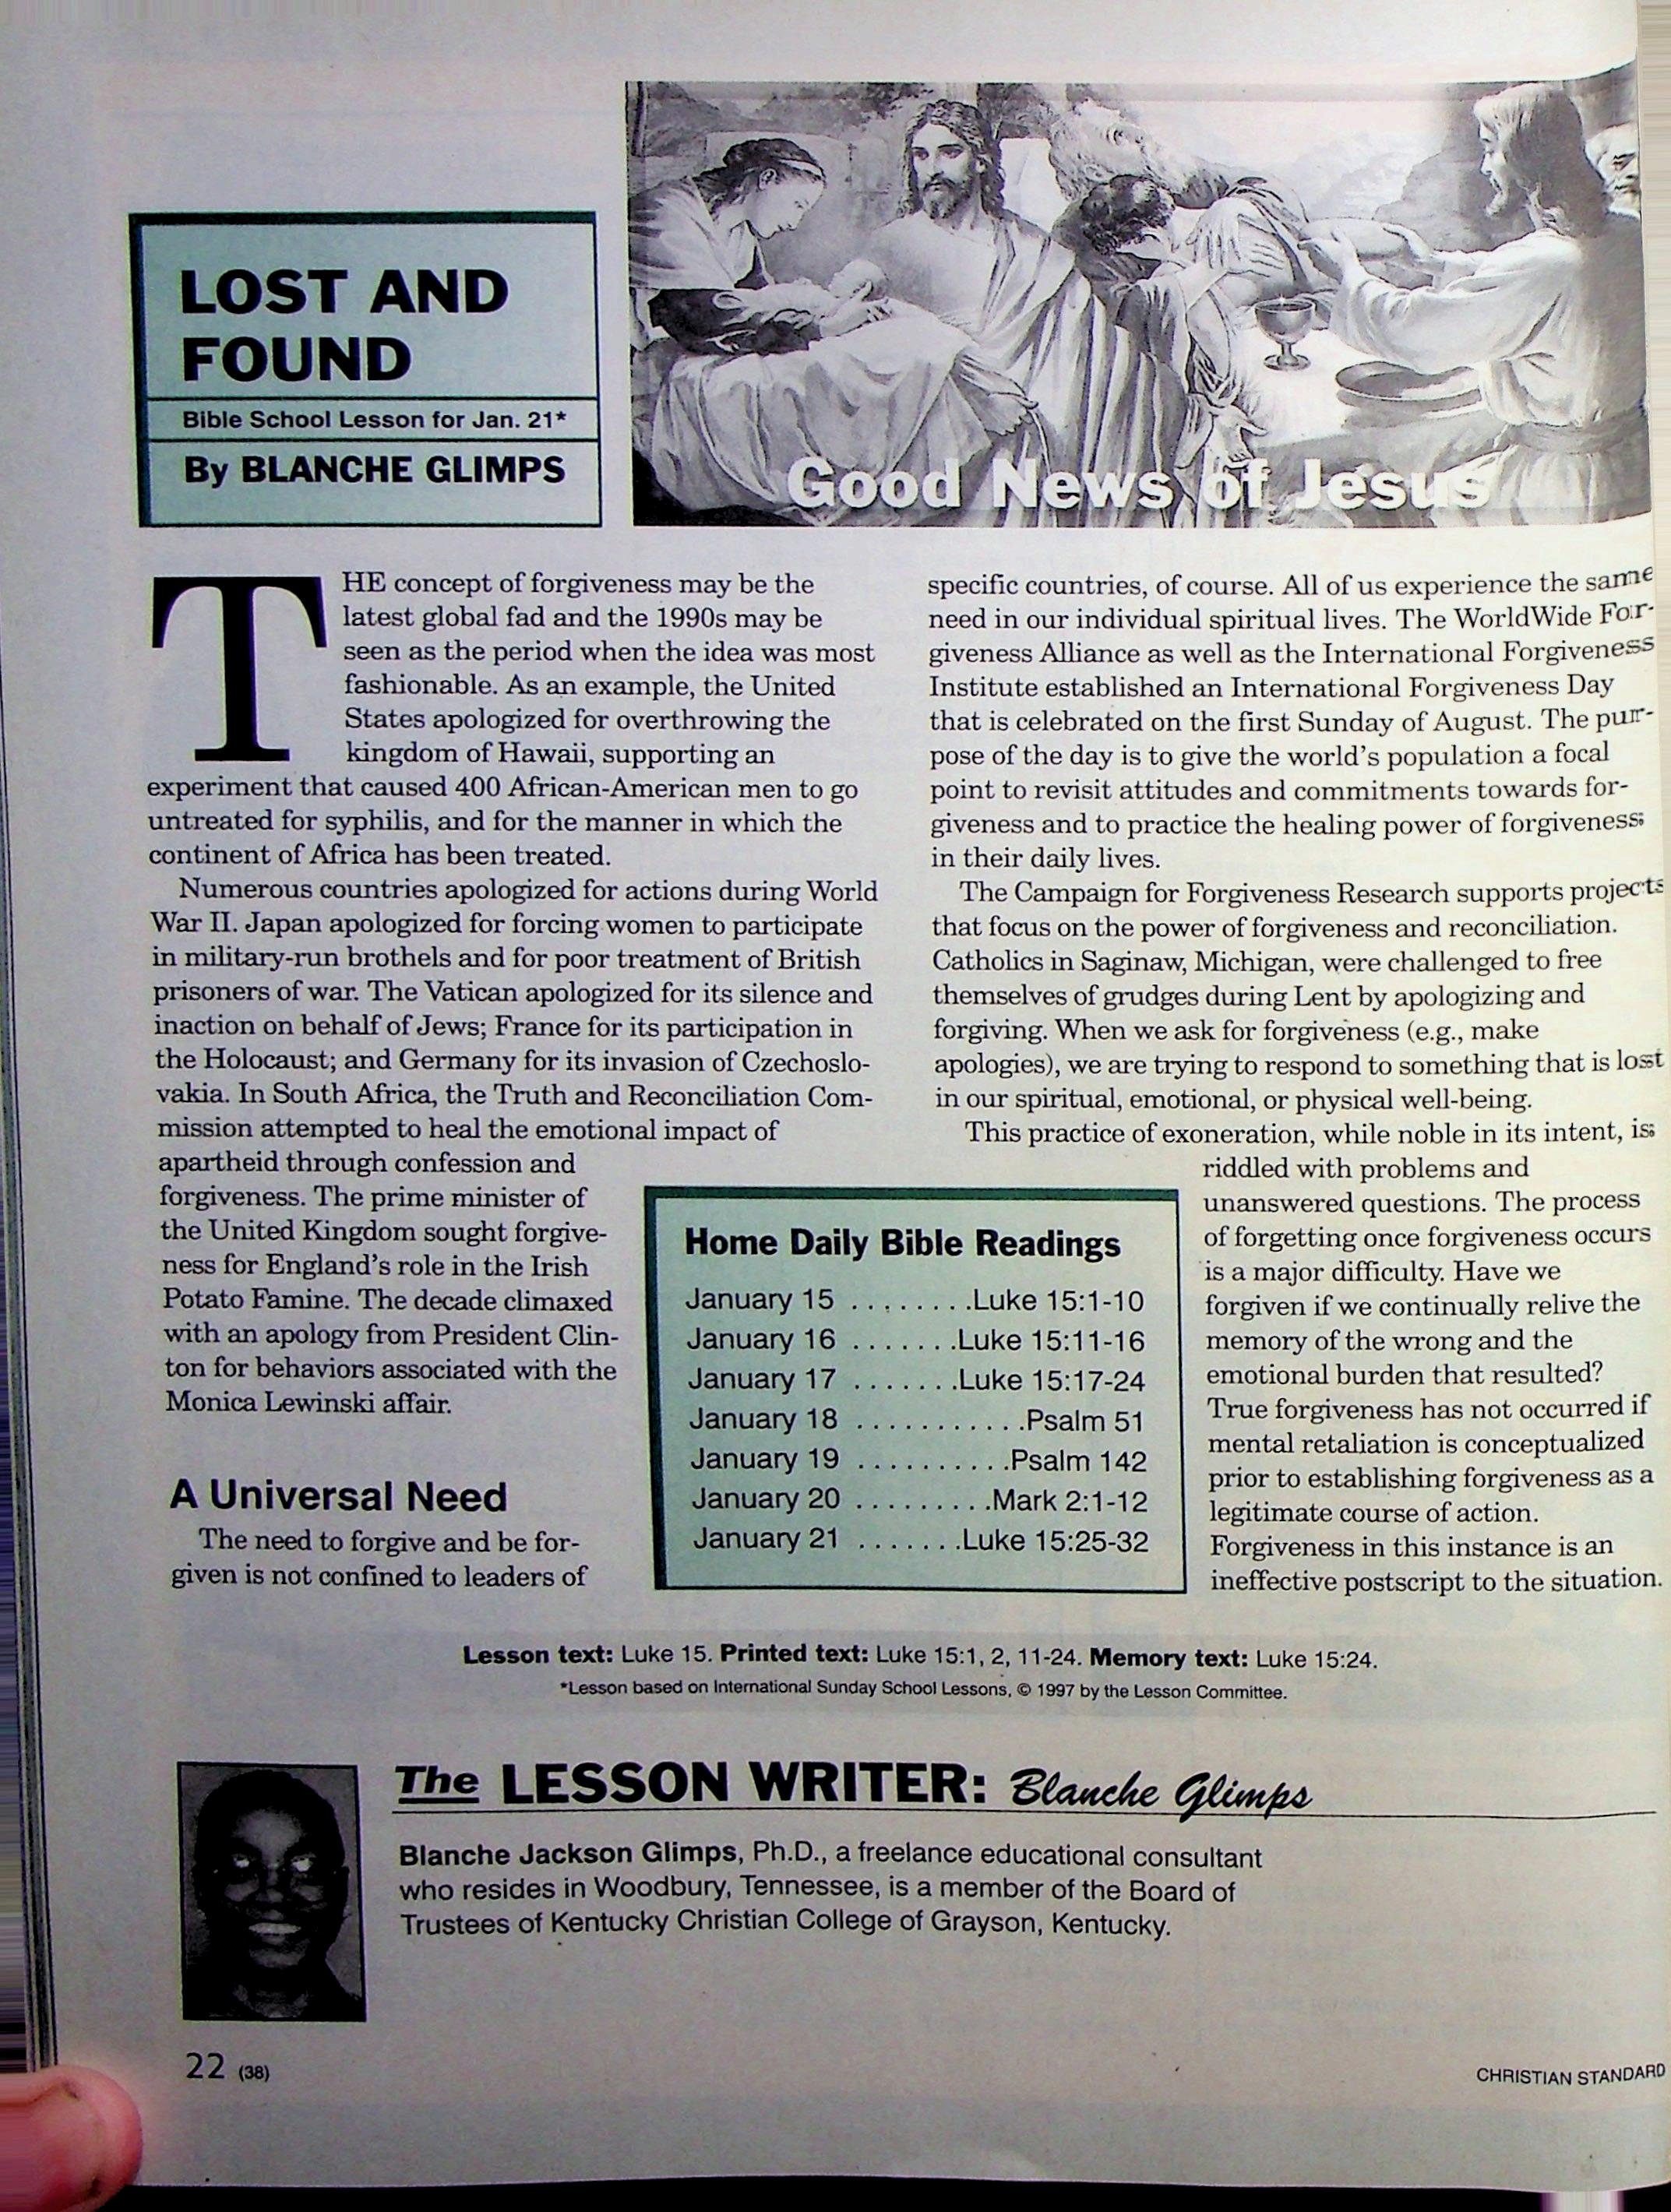 LOST AND
FOUND
Bible School Lesson for Jan. 21*
By BLANCHE GLIMPS
Good News of Jesus
THE concept of forgiveness may be the
latest global fad and the 1990s may be
seen as the period when the idea was most
fashionable. As an example, the United
States apologized for overthrowing the
kingdom of Hawaii, supporting an
experiment that caused 400 African-American men to go
untreated for syphilis, and for the manner in which the
continent of Africa has been treated.
Numerous countries apologized for actions during World
War II. Japan apologized for forcing women to participate
in military-run brothels and for poor treatment of British
prisoners of war. The Vatican apologized for its silence and
inaction on behalf of Jews; France for its participation in
the Holocaust; and Germany for its invasion of Czechoslo-
vakia. In South Africa, the Truth and Reconciliation Com-
mission attempted to heal the emotional impact of
apartheid through confession and
forgiveness. The prime minister of
the United Kingdom sought forgive-
ness for England's role in the Irish
Potato Famine. The decade climaxed
with an apology from President Clin-
ton for behaviors associated with the
Monica Lewinski affair.
A Universal Need
The need to forgive and be for-
given is not confined to leaders of
specific countries, of course. All of us experience the same
need in our individual spiritual lives. The WorldWide For-
giveness Alliance as well as the International Forgiveness
Institute established an International Forgiveness Day
that is celebrated on the first Sunday of August. The pur-
pose of the day is to give the world's population a focal
point to revisit attitudes and commitments towards for-
giveness and to practice the healing power of forgiveness
in their daily lives.
The Campaign for Forgiveness Research supports projects
that focus on the power of forgiveness and reconciliation.
Catholics in Saginaw, Michigan, were challenged to free
themselves of grudges during Lent by apologizing and
forgiving. When we ask for forgiveness (e.g., make
apologies), we are trying to respond to something that is lost
in our spiritual, emotional, or physical well-being.
This practice of exoneration, while noble in its intent, is
riddled with problems and
unanswered questions. The process
of forgetting once forgiveness occurs
is a major difficulty. Have we
forgiven if we continually relive the
memory of the wrong and the
emotional burden that resulted?
True forgiveness has not occurred if
mental retaliation is conceptualized
prior to establishing forgiveness as a
legitimate course of action.
Forgiveness in this instance is an
ineffective postscript to the situation.
Home Daily Bible Readings
January 15 ........Luke 15:1-10
January 16 .......Luke 15:11-16
January 17 .......Luke 15:17-24
January 18 ...........Psalm 51
January 19 ..........Psalm 142
January 20 .........Mark 2:1-12
January 21 .......Luke 15:25-32
Lesson text: Luke 15. Printed text: Luke 15:1, 2, 11-24. Memory text: Luke 15:24.
*Lesson based on International Sunday School Lessons, © 1997 by the Lesson Committee.
The LESSON WRITER: Blanche Glimps
Blanche Jackson Glimps, Ph.D., a freelance educational consultant
who resides in Woodbury, Tennessee, is a member of the Board of
Trustees of Kentucky Christian College of Grayson, Kentucky.
22 (38)
CHRISTIAN STANDARD